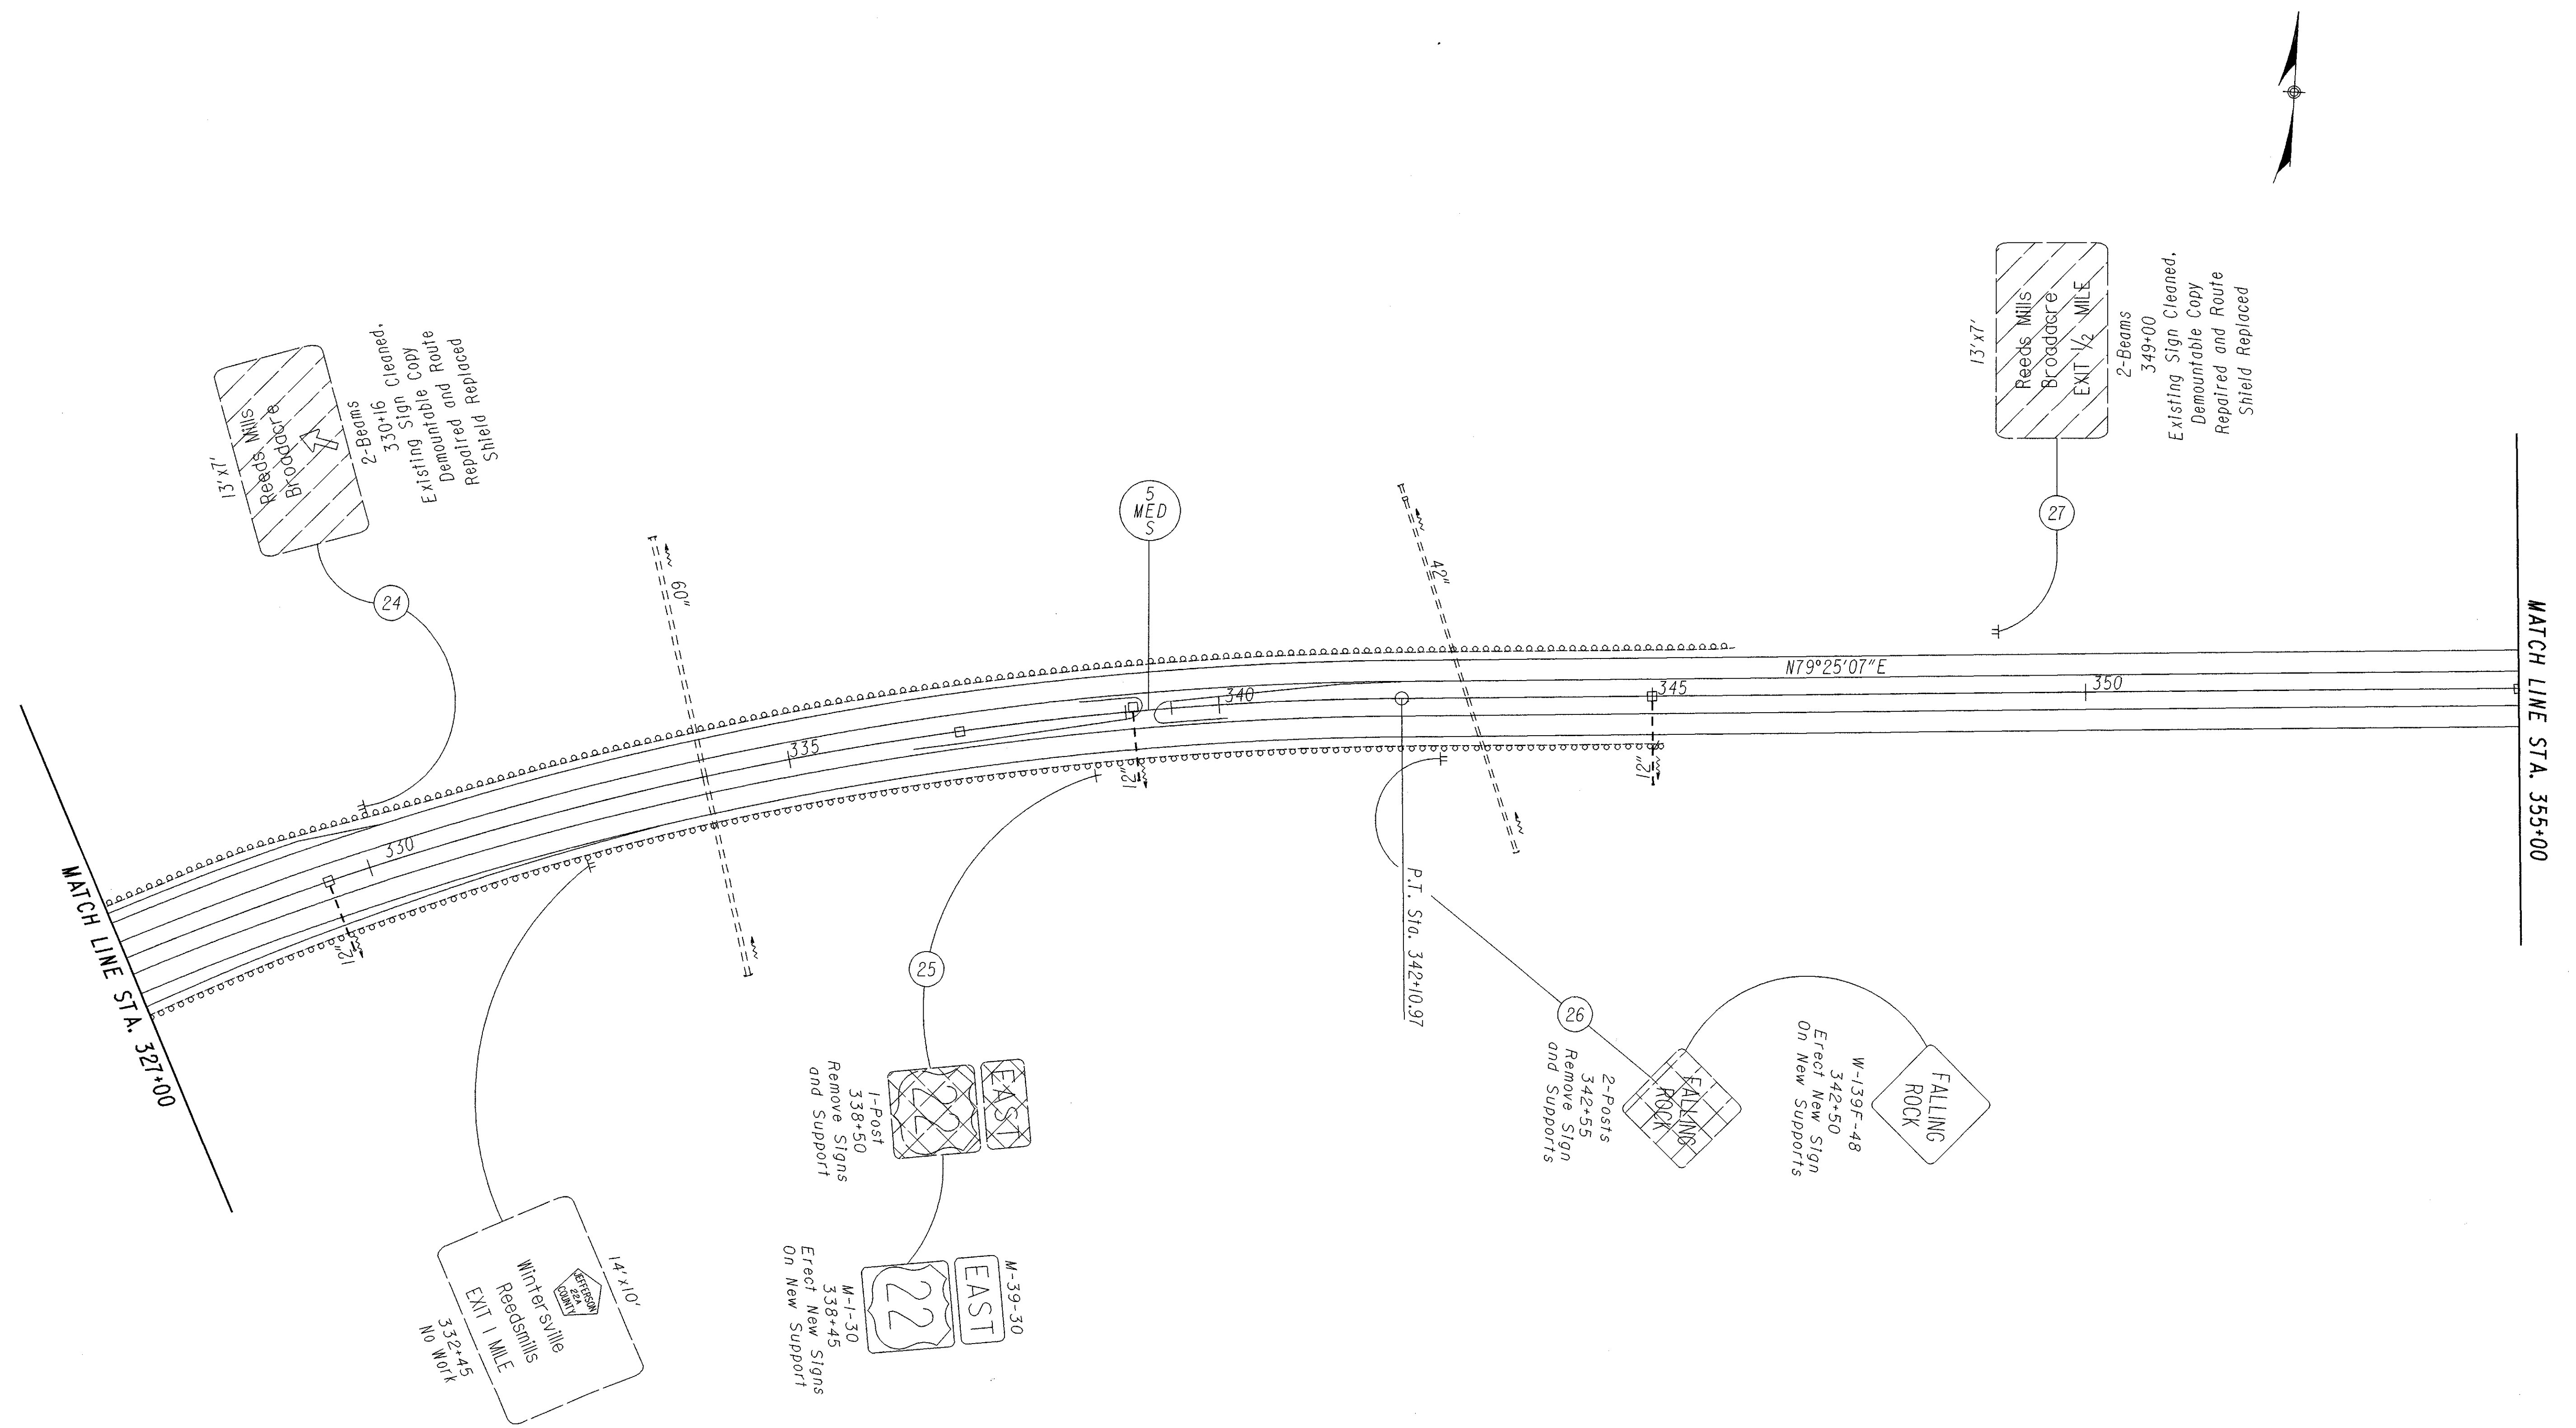 13'x7'
Reeds Mills
Broadacre
2-Beams
330+16
Existing Sign Cleaned,
Demountable Copy
Repaired and Route
Shield Replaced
24
60"
5
MED
S
42"
13'x7'
Reeds Mills
Broadacre
EXIT 1/2 MILE
2-Beams
349+00
Existing Sign Cleaned,
Demountable Copy
Repaired and Route
Shield Replaced
27
MATCH LINE STA. 327+00
330
335
340
345
350
N79°25'07"E
MATCH LINE STA. 355+00
12"
12"
12"
P.T. Sta. 342+10.97
14'x10'
JEFFERSON
22A
COUNTY
Wintersville
Reedsmills
EXIT 1 MILE
332+45
No Work
25
EAST
22
1-Post
338+50
Remove Signs
and Support
M-39-30
EAST
22
M-1-30
338+45
Erect New Signs
On New Support
26
FALLING
ROCK
2-Posts
342+55
Remove Sign
and Supports
FALLING
ROCK
W-139F-48
342+50
Erect New Sign
On New Supports